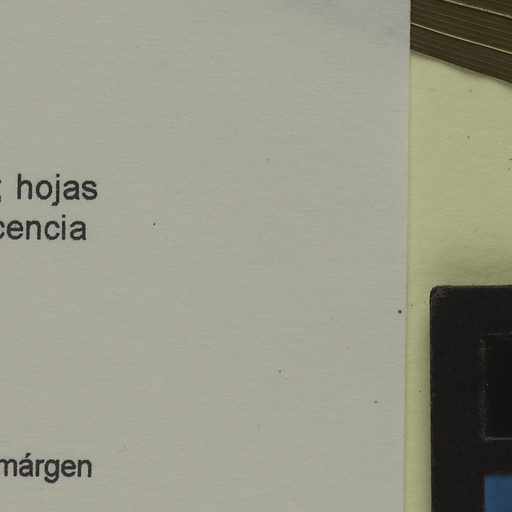 ; hojas
cencia
márgen